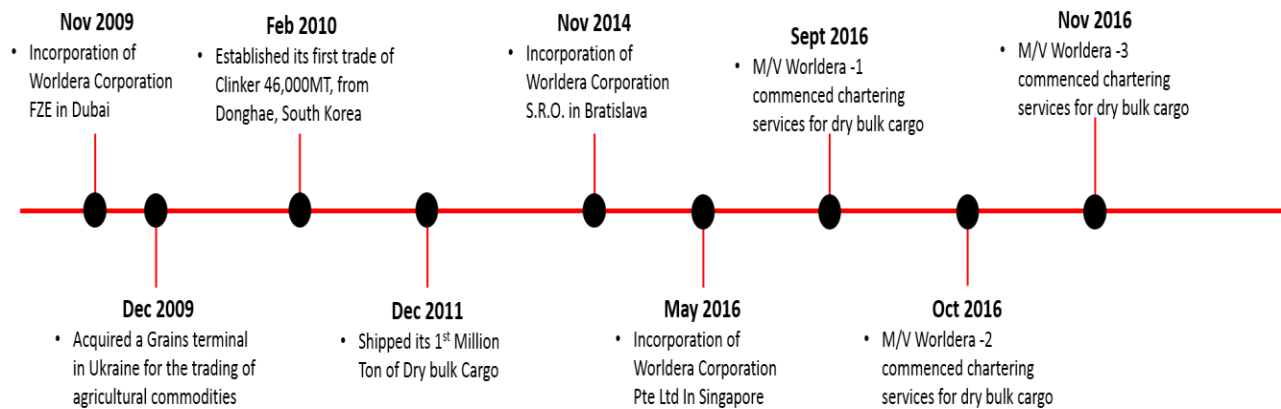 Nov 2009
• Incorporation of
Worldera Corporation
FZE in Dubai
Feb 2010
• Established its first trade of
Clinker 46,000MT, from
Donghae, South Korea
Nov 2014
• Incorporation of
Worldera Corporation
S.R.O. in Bratislava
Sept 2016
• M/V Worldera -1
commenced chartering
services for dry bulk cargo
Nov 2016
• M/V Worldera -3
commenced chartering
services for dry bulk cargo
Dec 2009
• Acquired a Grains terminal
in Ukraine for the trading of
agricultural commodities
Dec 2011
• Shipped its 1st Million
Ton of Dry bulk Cargo
May 2016
• Incorporation of
Worldera Corporation
Pte Ltd In Singapore
Oct 2016
• M/V Worldera -2
commenced chartering
services for dry bulk cargo